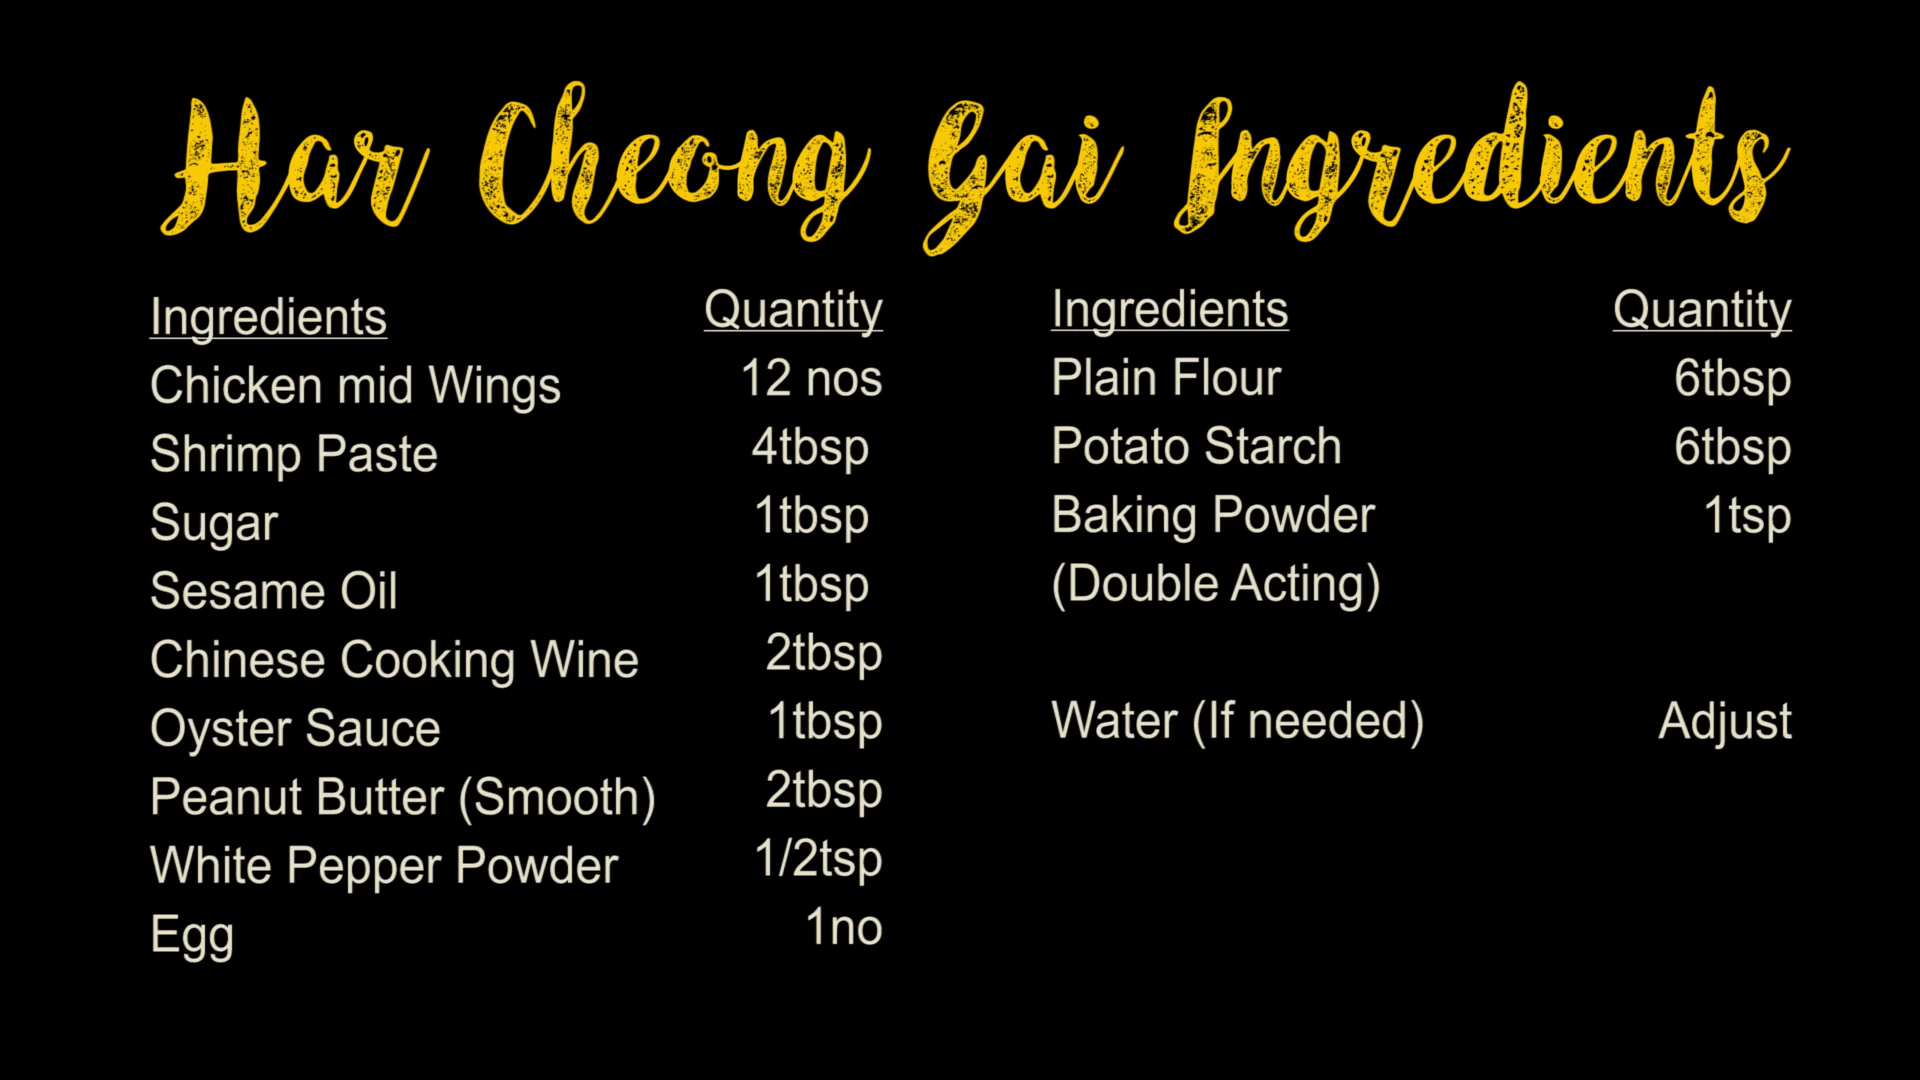 Har Cheong Gai Ingredients
Ingredients Quantity
Chicken mid Wings 12 nos
Shrimp Paste 4tbsp
Sugar 1tbsp
Sesame Oil 1tbsp
Chinese Cooking Wine 2tbsp
Oyster Sauce 1tbsp
Peanut Butter (Smooth) 2tbsp
White Pepper Powder 1/2tsp
Egg 1no
Ingredients Quantity
Plain Flour 6tbsp
Potato Starch 6tbsp
Baking Powder 1tsp
(Double Acting)
Water (If needed) Adjust